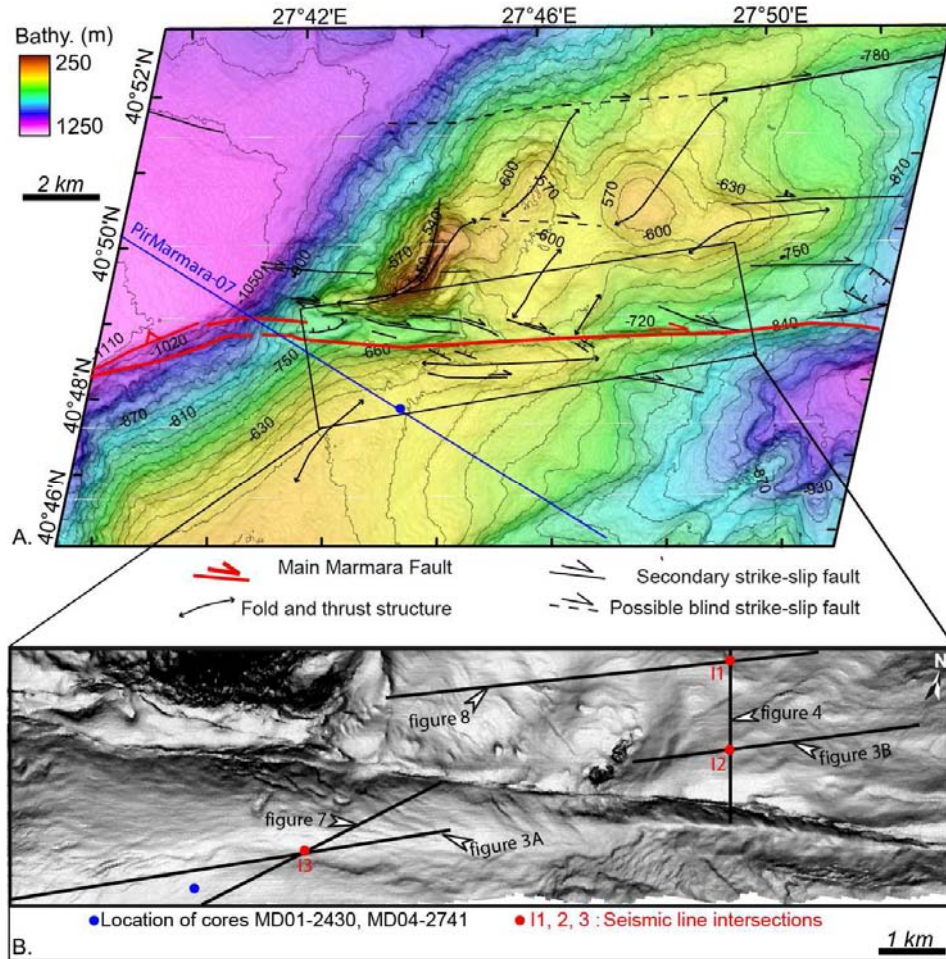 27°42'E
27°46'E
27°50'E
Bathy. (m)
250
1250
2 km
40°52'N
40°50'N
40°48'N
40°46'N
-780
-870
-600
-570
570
-630
-600
-600
-750
540
-570
-800
-1050
PirMarmara-07
-1110
-1020
-750
-660
-720
-840
-870
-810
-630
-870
-930
A.
Main Marmara Fault
Secondary strike-slip fault
Fold and thrust structure
Possible blind strike-slip fault
N
I1
figure 8
figure 4
I2
figure 3B
figure 7
figure 3A
I3
Location of cores MD01-2430, MD04-2741
I1, 2, 3 : Seismic line intersections
B.
1 km